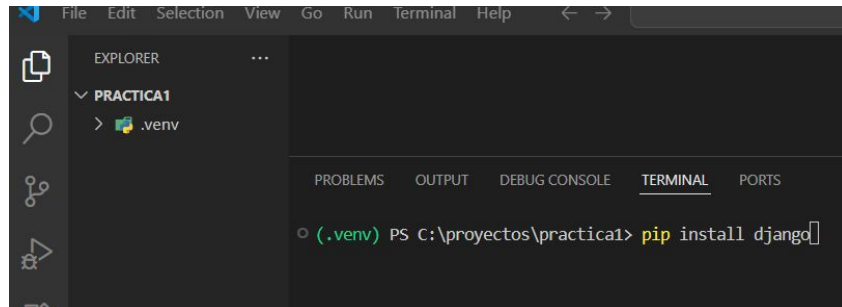 File Edit Selection View Go Run Terminal Help
EXPLORER
PRACTICA1
.venv
PROBLEMS OUTPUT DEBUG CONSOLE TERMINAL PORTS
(.venv) PS C:\proyectos\practica1> pip install django